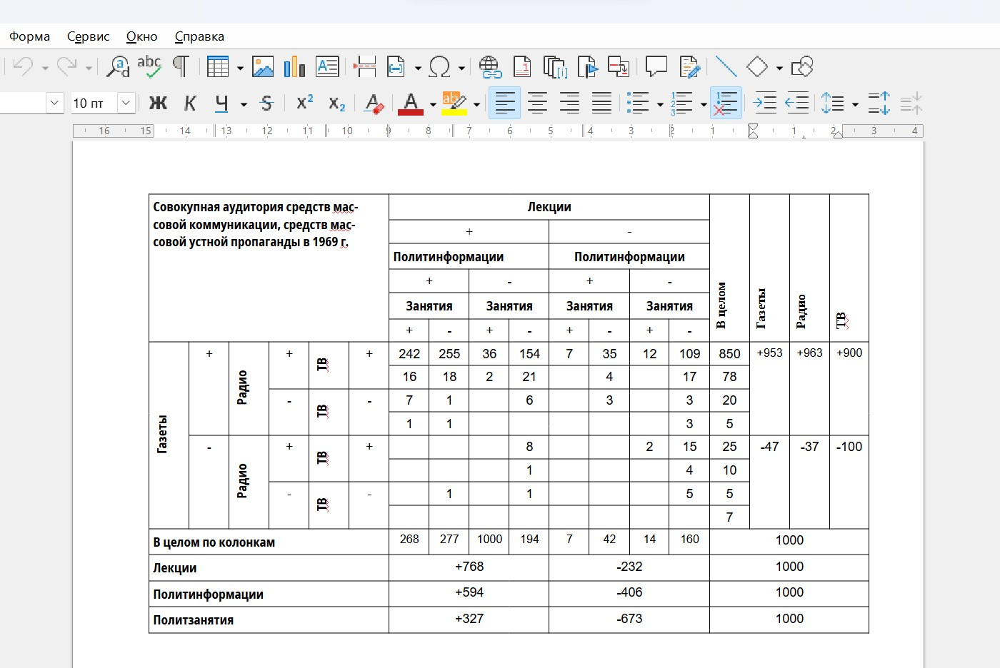 Форма Сервис Окно Справка
10 пт Ж К Ч S X² X₂ A A ab
16 15 14 13 12 11 10 9 8 7 6 5 4 3 2 1 1 2 3 4
Совокупная аудитория средств мас-
совой коммуникации, средств мас-
совой устной пропаганды в 1969 г.
Лекции
+ -
Политинформации Политинформации
+ - + -
Занятия Занятия Занятия Занятия
+ - + - + - + -
В целом Газеты Радио ТВ
Газеты + Радио + ТВ + 242 255 36 154 7 35 12 109 850 +953 +963 +900
16 18 2 21 4 17 78
- ТВ - 7 1 6 3 3 20
1 1 3 5
- Радио + ТВ + 8 2 15 25 -47 -37 -100
1 4 10
- ТВ - 1 1 5 5
7
В целом по колонкам 268 277 1000 194 7 42 14 160 1000
Лекции +768 -232 1000
Политинформации +594 -406 1000
Политзанятия +327 -673 1000